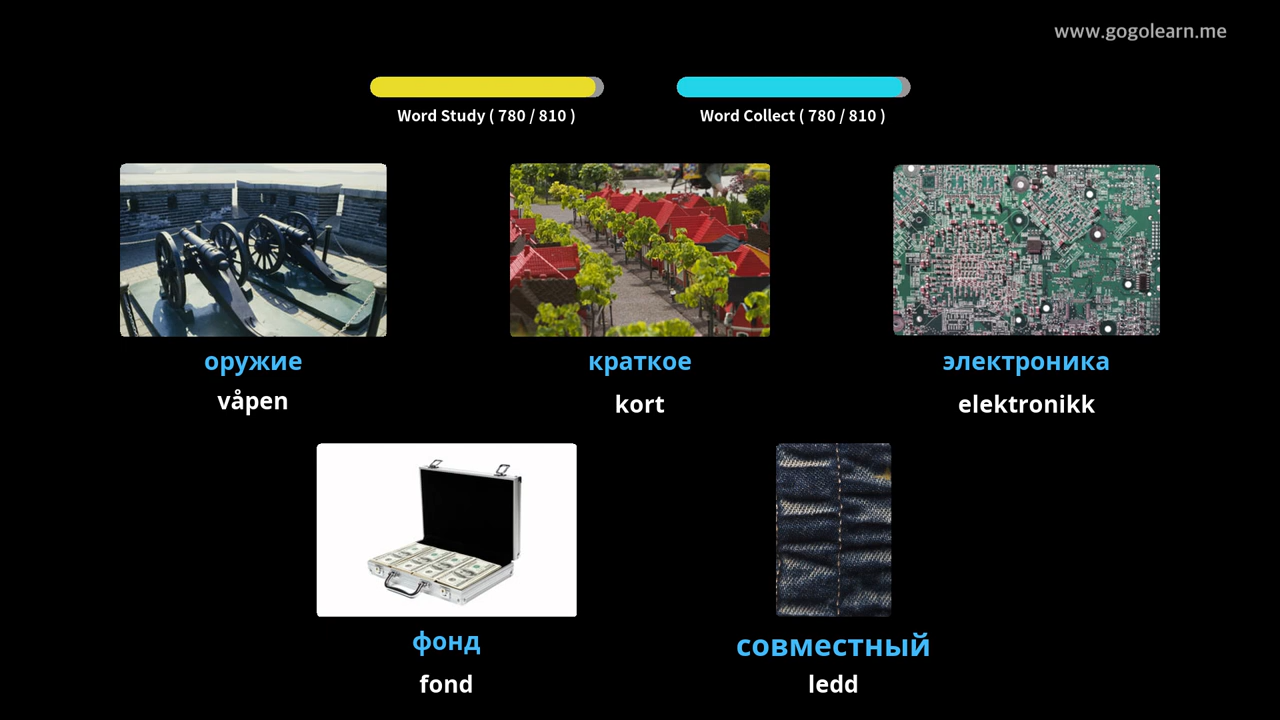 www.gogolearn.me
Word Study ( 780 / 810 )
Word Collect ( 780 / 810 )
оружие
краткое
электроника
våpen
kort
elektronikk
фонд
совместный
fond
ledd